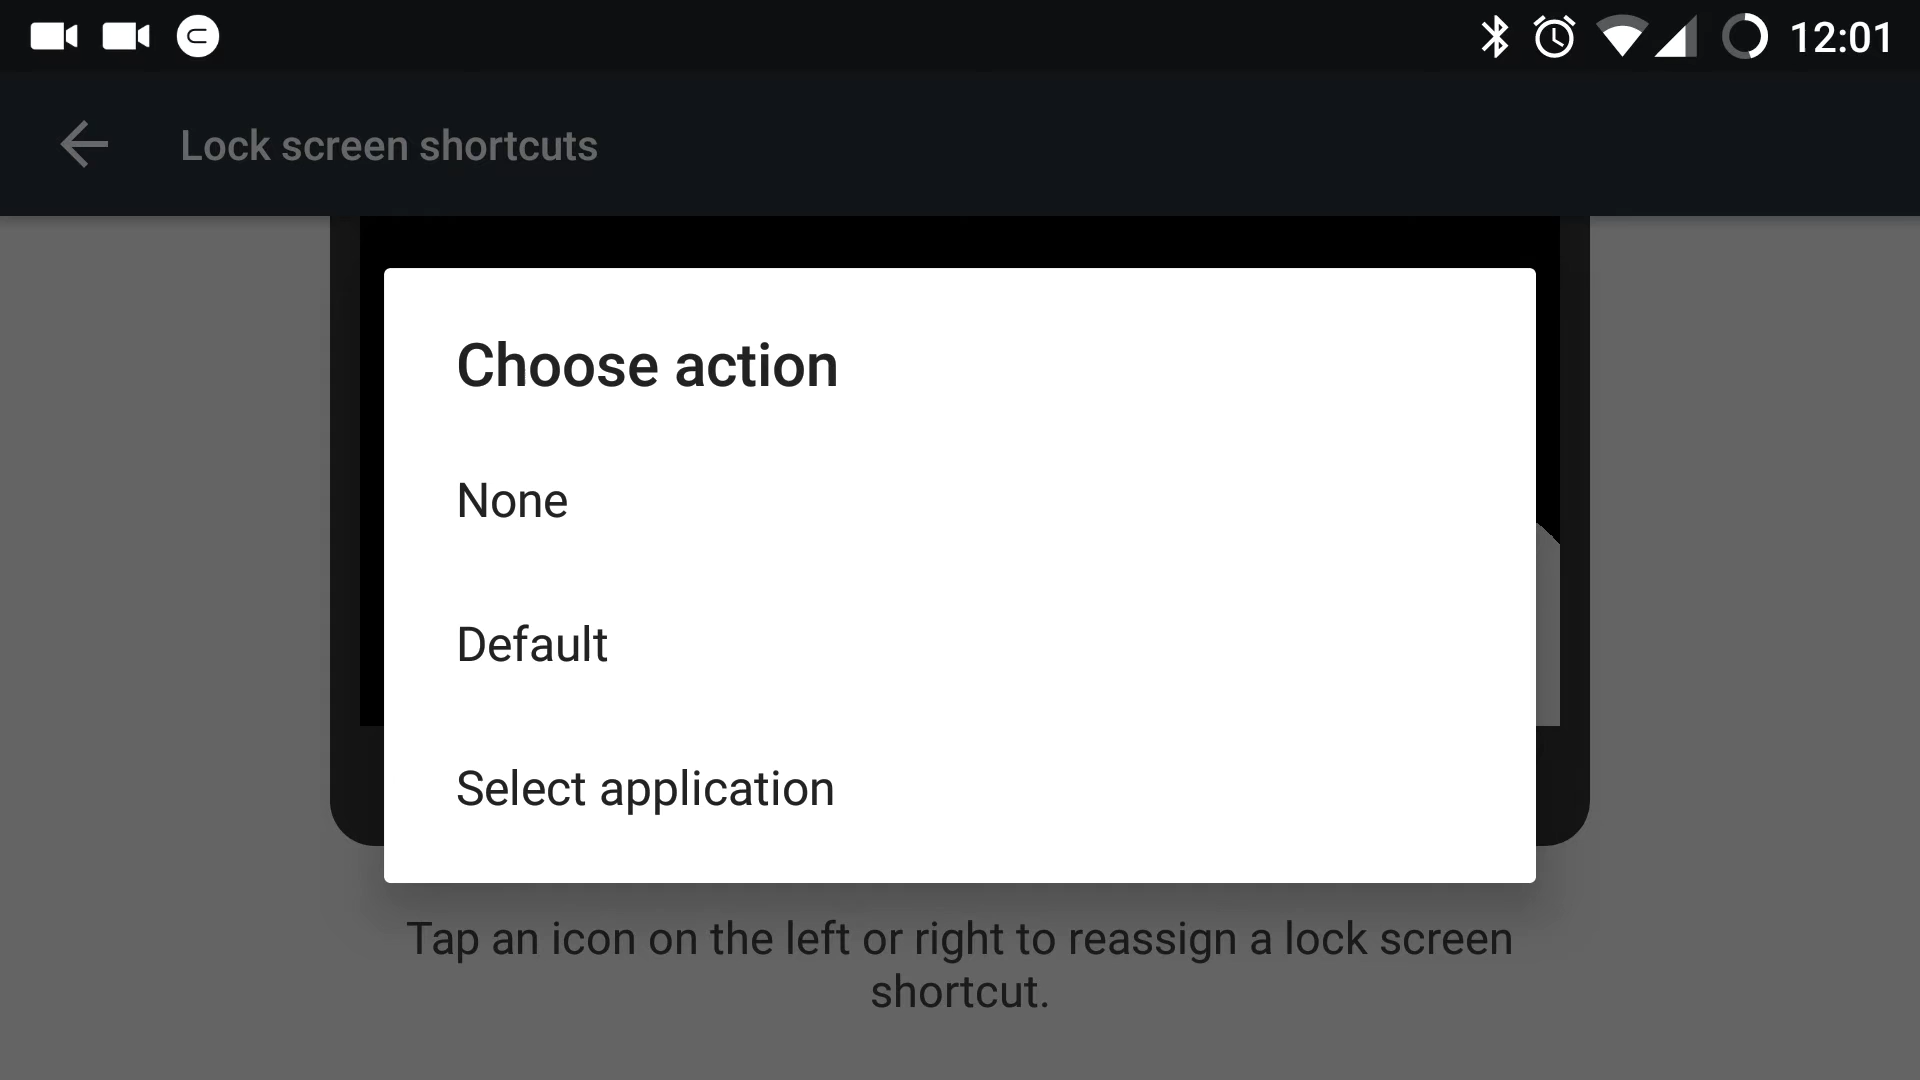 12:01
Lock screen shortcuts
Choose action
None
Default
Select application
Tap an icon on the left or right to reassign a lock screen
shortcut.